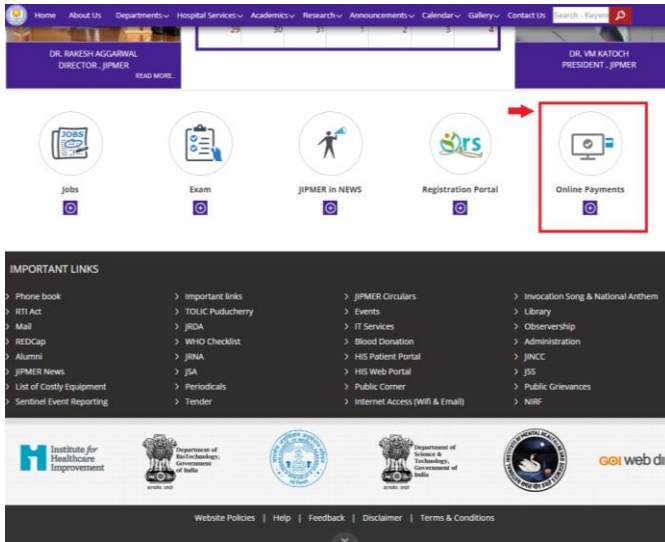 Home About Us Departments Hospital Services Academics Research Announcements Calendar Gallery Contact Us Search - Keywo
29 30 31 1 2 3 4
DR. RAKESH AGGARWAL
DIRECTOR , JIPMER
READ MORE..
DR. VM KATOCH
PRESIDENT , JIPMER
JOBS
Ors
Jobs
Exam
JIPMER in NEWS
Registration Portal
Online Payments
IMPORTANT LINKS
Phone book
RTI Act
Mail
REDCap
Alumni
JIPMER News
List of Costly Equipment
Sentinel Event Reporting
Important links
TOLIC Puducherry
JRDA
WHO Checklist
JRNA
JSA
Periodicals
Tender
JIPMER Circulars
Events
IT Services
Blood Donation
HIS Patient Portal
HIS Web Portal
Public Corner
Internet Access (Wifi & Email)
Invocation Song & National Anthem
Library
Observership
Administration
JINCC
JSS
Public Grievances
NIRF
Institute for
Healthcare
Improvement
Department of
BioTechnology,
Government
of India
Department of
Science &
Technology,
Government of
India
GOI web di
Website Policies | Help | Feedback | Disclaimer | Terms & Conditions